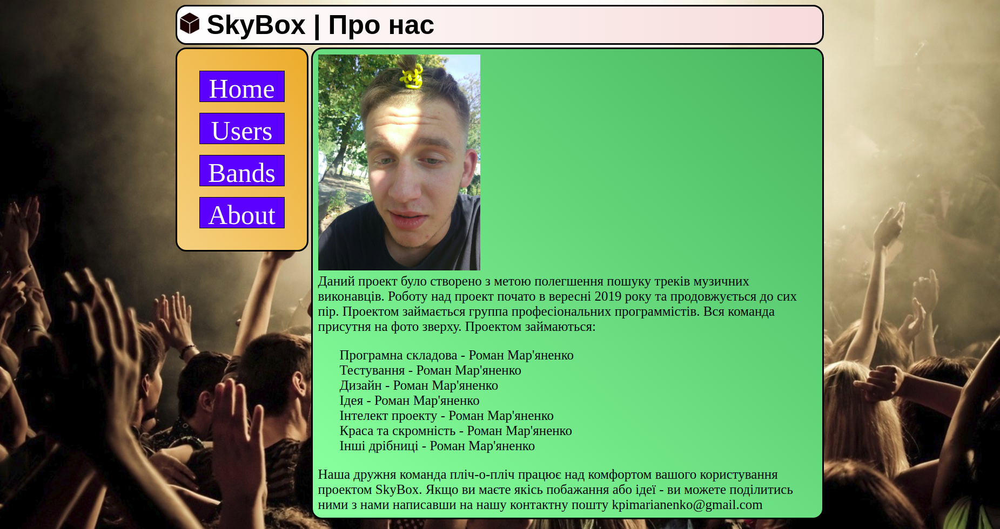 SkyBox | Про нас
Home
Users
Bands
About
Даний проект було створено з метою полегшення пошуку треків музичних
виконавців. Роботу над проект почато в вересні 2019 року та продовжується до сих
пір. Проектом займається группа професіональних программістів. Вся команда
присутня на фото зверху. Проектом займаються:
Програмна складова - Роман Мар'яненко
Тестування - Роман Мар'яненко
Дизайн - Роман Мар'яненко
Ідея - Роман Мар'яненко
Інтелект проекту - Роман Мар'яненко
Краса та скромність - Роман Мар'яненко
Інші дрібниці - Роман Мар'яненко
Наша дружня команда пліч-о-пліч працює над комфортом вашого користування
проектом SkyBox. Якщо ви маєте якісь побажання або ідеї - ви можете поділитись
ними з нами написавши на нашу контактну пошту kpimarianenko@gmail.com